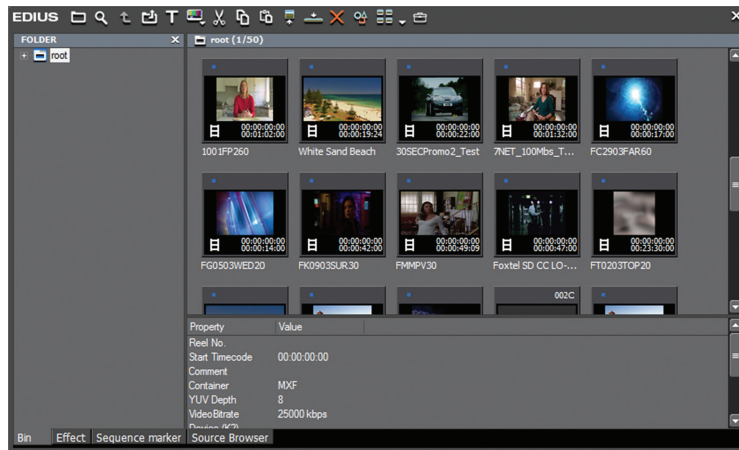 EDIUS
FOLDER x
root (1/50)
root
00:00:00:00
00:01:02:00
00:00:00:00
00:00:19:24
00:00:00:00
00:00:22:00
00:00:00:00
00:01:32:00
00:00:00:00
00:00:17:00
1001FP260 White Sand Beach 30SECPromo2_Test 7NET_100Mbs_T... FC2903FAR60
00:00:00:00
00:00:14:00
00:00:00:00
00:00:42:00
00:00:00:00
00:00:49:09
00:00:00:00
00:00:47:00
00:00:00:00
00:23:30:00
FG0503WED20 FK0903SUR30 FMMPV30 Foxtel SD CC LO-... FT0203TOP20
002C
Property Value
Reel No.
Start Timecode 00:00:00:00
Comment
Container MXF
YUV Depth 8
VideoBitrate 25000 kbps
Device (K2)
Bin Effect Sequence marker Source Browser